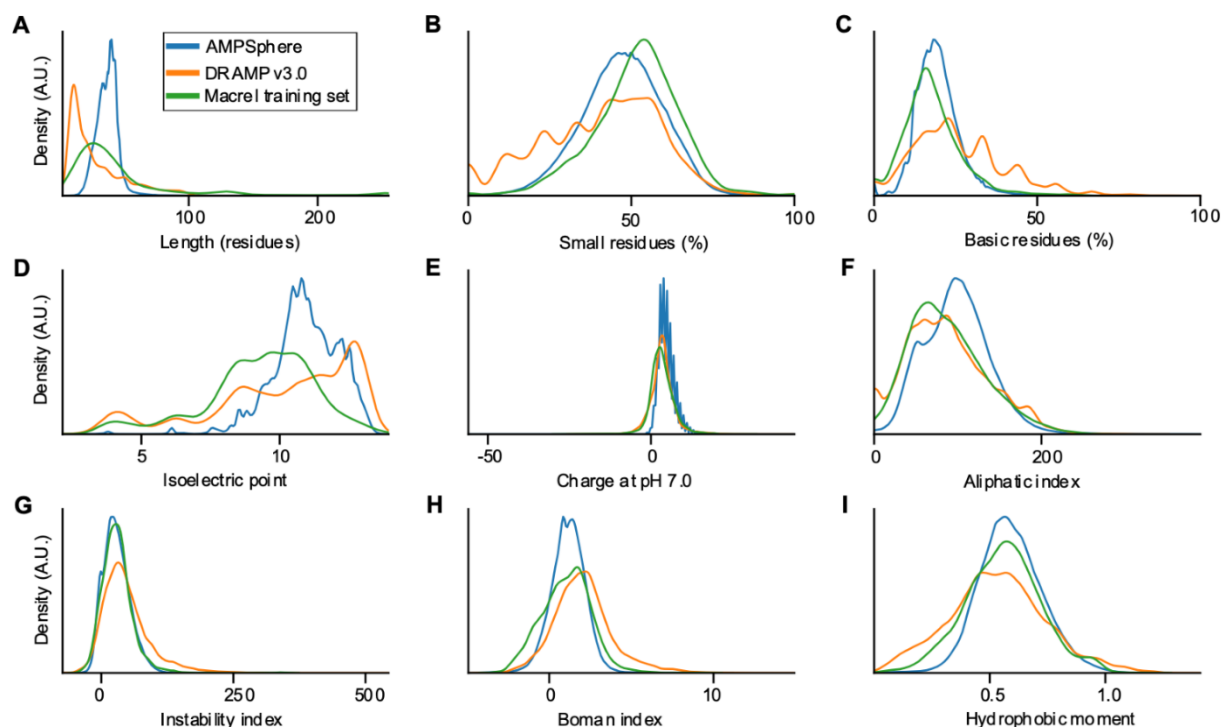 A
B
C
AMPSphere
DRAMP v3.0
Macrel training set
Density (A.U.)
100
200
0
50
100
0
50
100
Length (residues)
Small residues (%)
Basic residues (%)
D
E
F
Density (A.U.)
5
10
-50
0
0
200
Isoelectric point
Charge at pH 7.0
Aliphatic index
G
H
I
Density (A.U.)
0
250
500
0
10
0.5
1.0
Instability index
Boman index
Hydrophobic moment